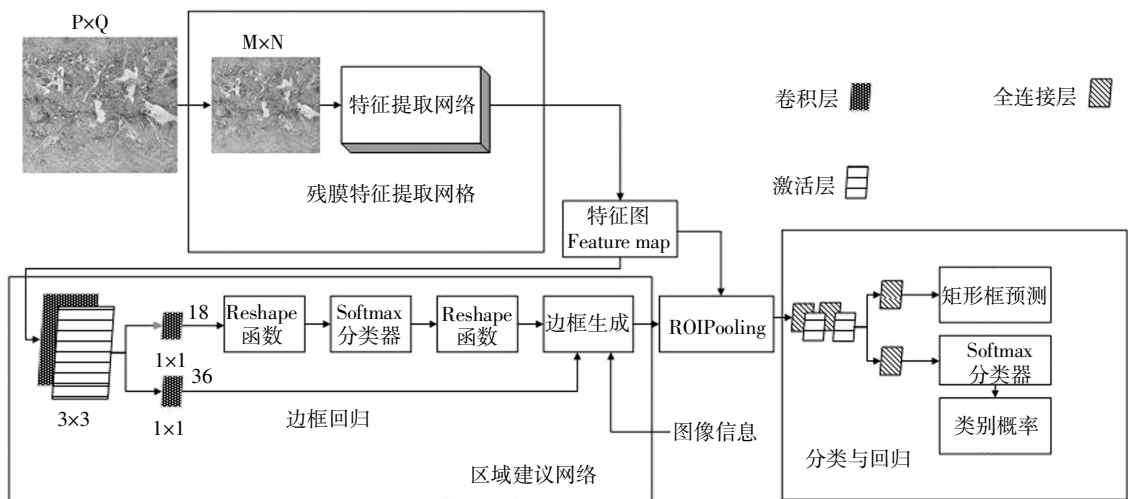 P×Q
M×N
特征提取网络
残膜特征提取网格
卷积层
全连接层
激活层
特征图
Feature map
18
Reshape
函数
Softmax
分类器
Reshape
函数
边框生成
ROIPooling
矩形框预测
1×1
36
Softmax
分类器
3×3
1×1
边框回归
图像信息
类别概率
区域建议网络
分类与回归